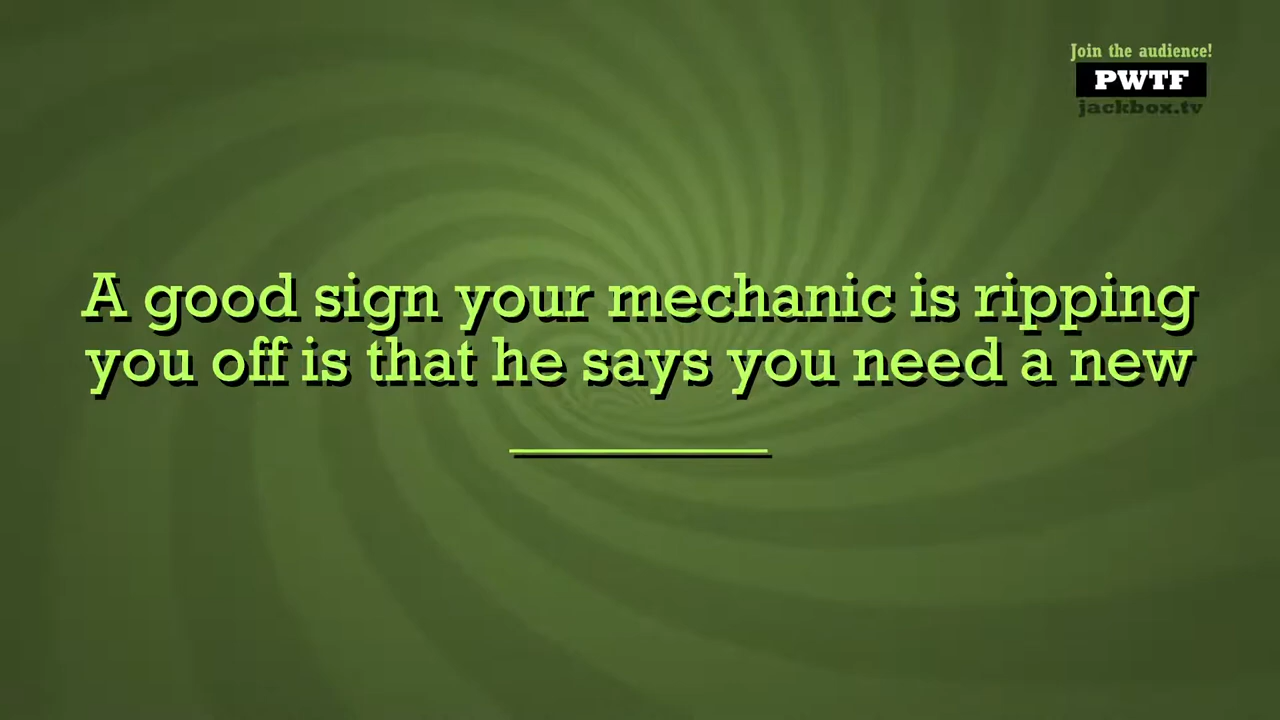 Join the audience!
PWTF
jackbox.tv
A good sign your mechanic is ripping
you off is that he says you need a new